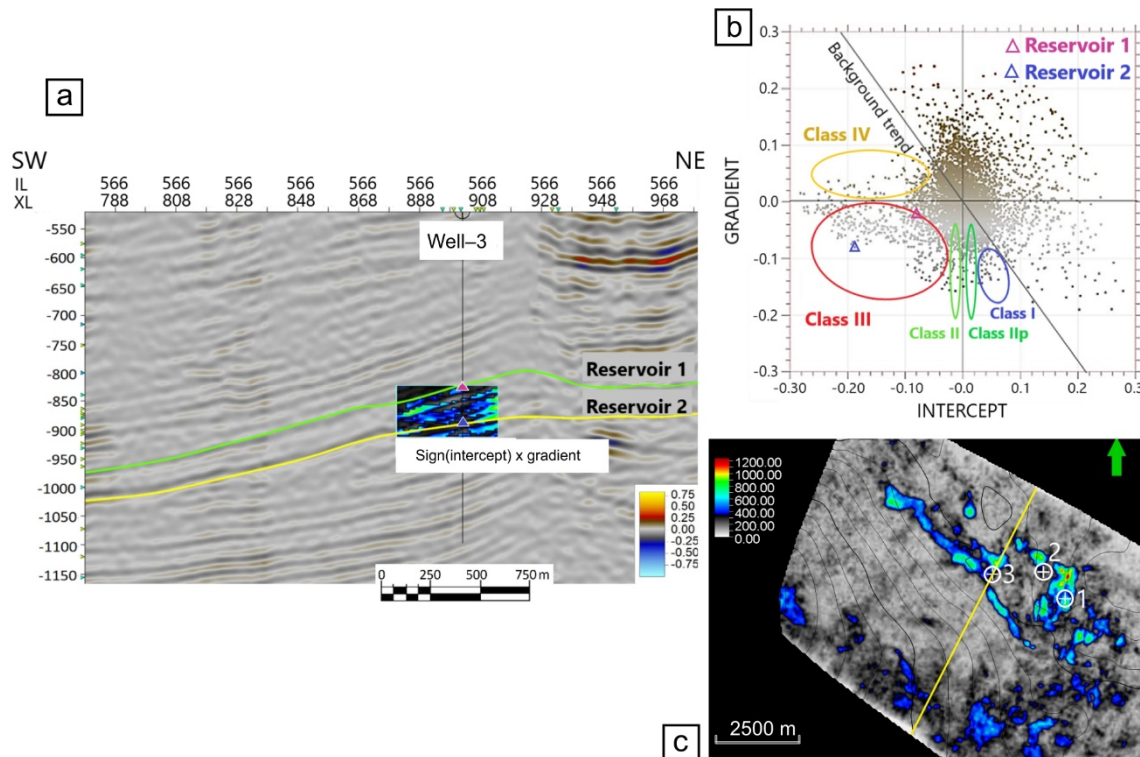 a
SW NE
IL 566 566 566 566 566 566 566 566 566 566
XL 788 808 828 848 868 888 908 928 948 968
Well–3
-550
-600
-650
-700
-750
-800
-850
-900
-950
-1000
-1050
-1100
-1150
Reservoir 1
Reservoir 2
Sign(intercept) x gradient
0.75
0.50
0.25
0.00
-0.25
-0.50
-0.75
0 250 500 750 m
b
Reservoir 1
Reservoir 2
Background trend
Class IV
Class III
Class II
Class IIp
Class I
GRADIENT
0.3
0.2
0.1
0.0
-0.1
-0.2
-0.3
-0.30 -0.2 -0.10 -0.0 0.1 0.2 0.3
INTERCEPT
1200.00
1000.00
800.00
600.00
400.00
200.00
0.00
2
3
1
2500 m
c